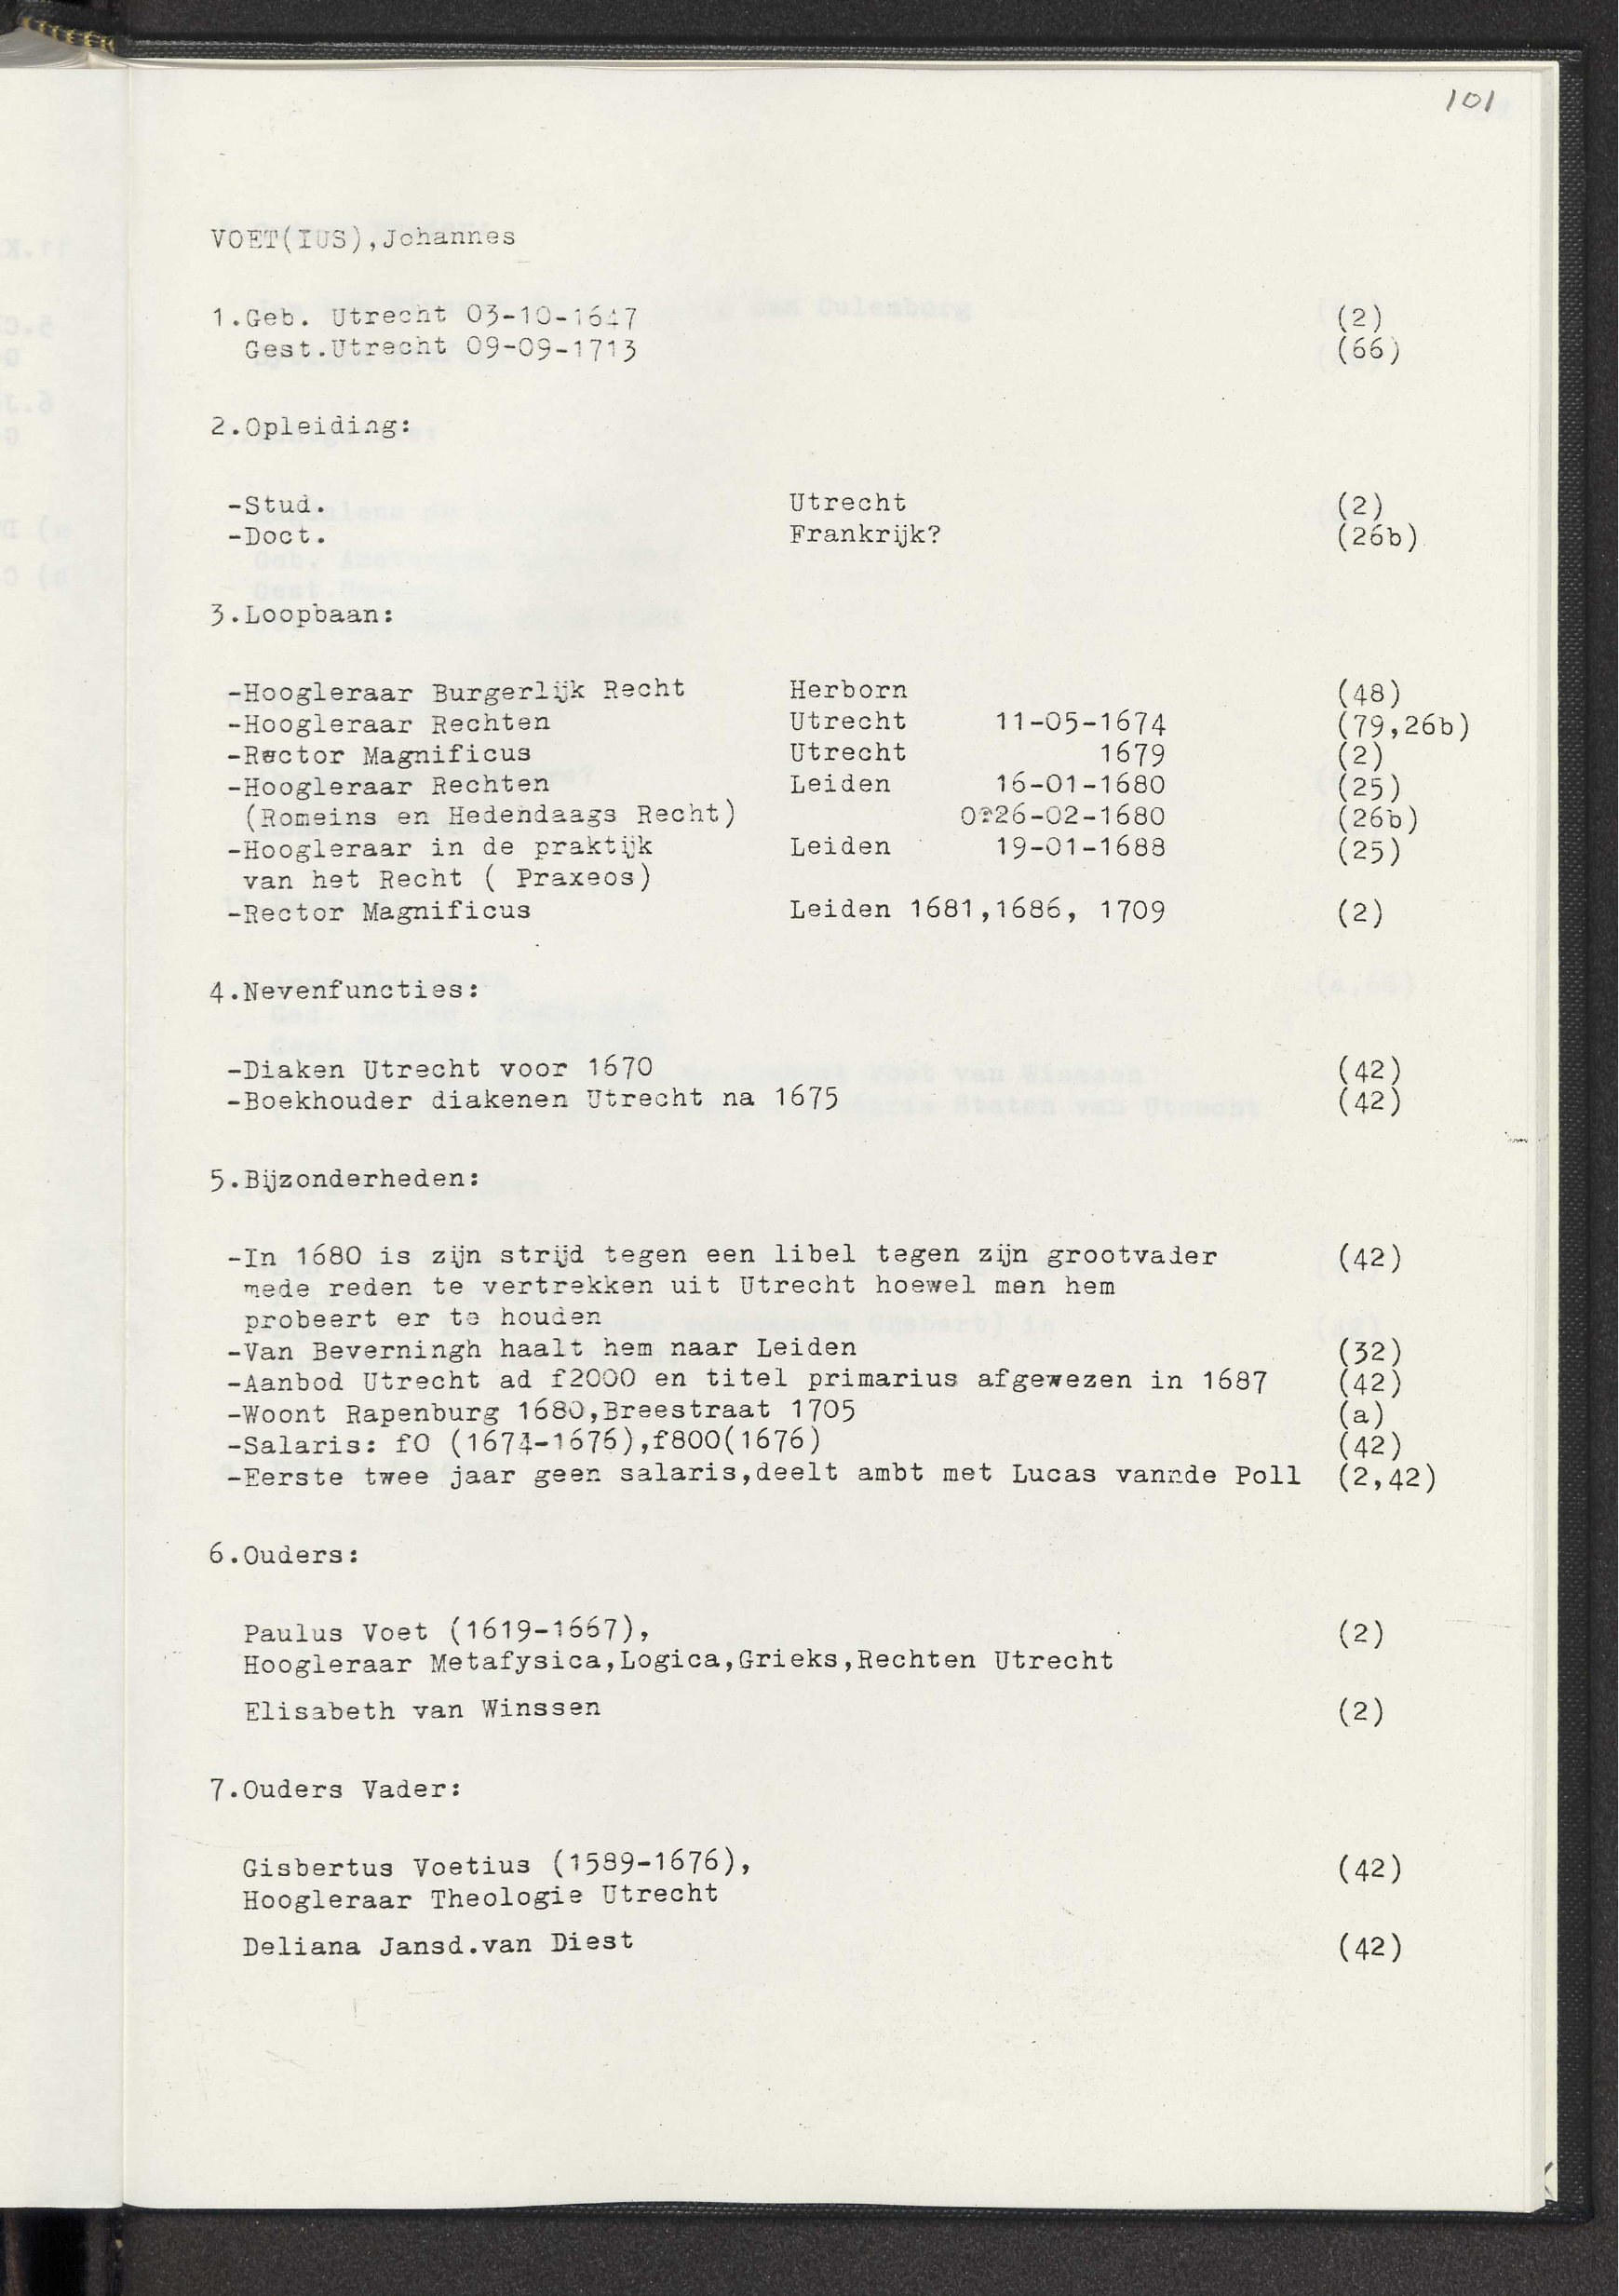 101
VOET(IUS),Johannes
1.Geb. Utrecht 03-10-1647 (2)
Gest.Utrecht 09-09-1713 (66)
2.Opleiding:
-Stud. Utrecht (2)
-Doct. Frankrijk? (26b)
3.Loopbaan:
-Hoogleraar Burgerlijk Recht Herborn (48)
-Hoogleraar Rechten Utrecht 11-05-1674 (79,26b)
-Rector Magnificus Utrecht 1679 (2)
-Hoogleraar Rechten Leiden 16-01-1680 (25)
(Romeins en Hedendaags Recht) 0?26-02-1680 (26b)
-Hoogleraar in de praktijk Leiden 19-01-1688 (25)
van het Recht ( Praxeos)
-Rector Magnificus Leiden 1681,1686, 1709 (2)
4.Nevenfuncties:
-Diaken Utrecht voor 1670 (42)
-Boekhouder diakenen Utrecht na 1675 (42)
5.Bijzonderheden:
-In 1680 is zijn strijd tegen een libel tegen zijn grootvader (42)
mede reden te vertrekken uit Utrecht hoewel men hem
probeert er te houden
-Van Beverningh haalt hem naar Leiden (32)
-Aanbod Utrecht ad f2000 en titel primarius afgewezen in 1687 (42)
-Woont Rapenburg 1680,Breestraat 1705 (a)
-Salaris: f0 (1674-1676),f800(1676) (42)
-Eerste twee jaar geen salaris,deelt ambt met Lucas vannde Poll (2,42)
6.Ouders:
Paulus Voet (1619-1667), (2)
Hoogleraar Metafysica,Logica,Grieks,Rechten Utrecht
Elisabeth van Winssen (2)
7.Ouders Vader:
Gisbertus Voetius (1589-1676), (42)
Hoogleraar Theologie Utrecht
Deliana Jansd.van Diest (42)